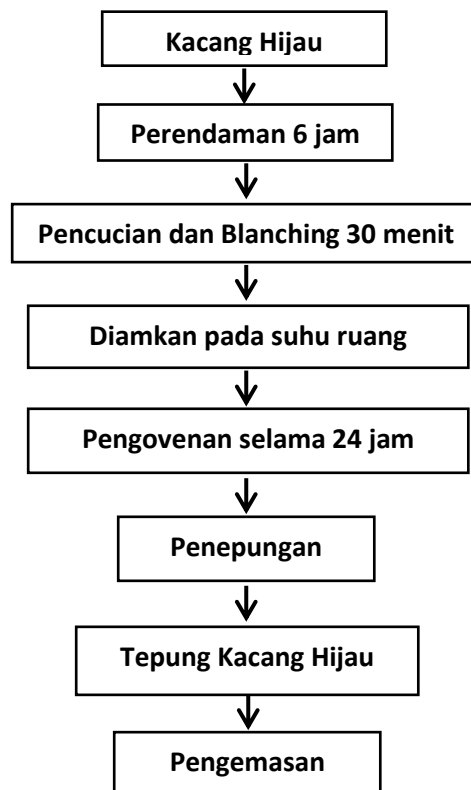 Kacang Hijau
Perendaman 6 jam
Pencucian dan Blanching 30 menit
Diamkan pada suhu ruang
Pengovenan selama 24 jam
Penepungan
Tepung Kacang Hijau
Pengemasan